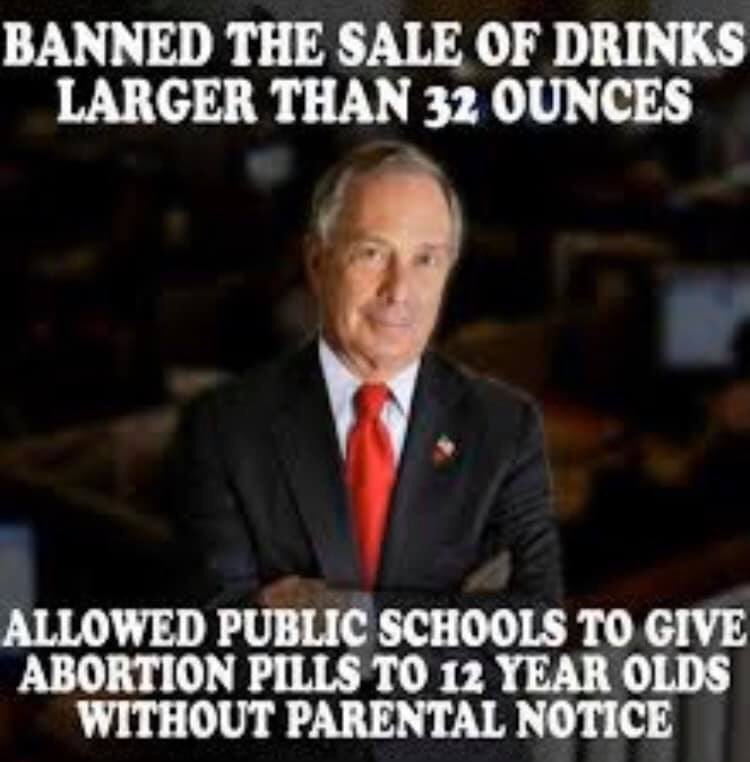 BANNED THE SALE OF DRINKS
LARGER THAN 32 OUNCES
ALLOWED PUBLIC SCHOOLS TO GIVE
ABORTION PILLS TO 12 YEAR OLDS
WITHOUT PARENTAL NOTICE